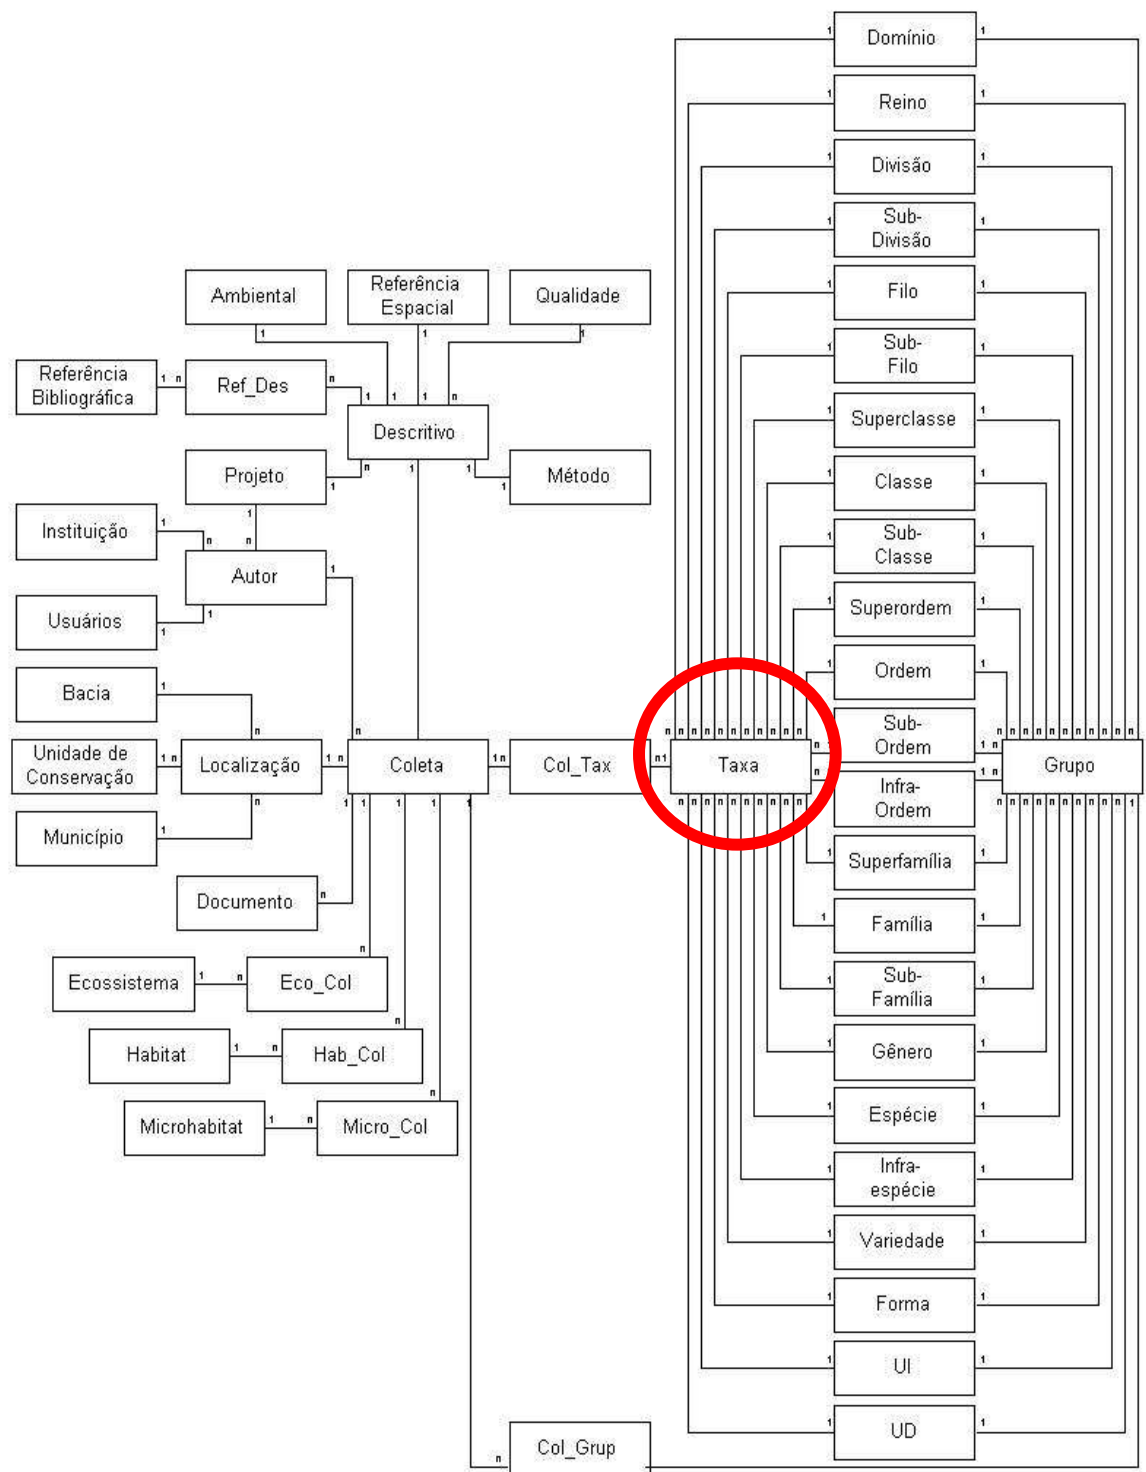 Domínio
Reino
Divisão
Sub-
Divisão
Filo
Sub-
Filo
Superclasse
Classe
Sub-
Classe
Superordem
Ordem
Sub-
Ordem
Infra-
Ordem
Superfamília
Família
Sub-
Família
Gênero
Espécie
Infra-
espécie
Variedade
Forma
UI
UD
Ambiental
Referência
Espacial
Qualidade
Referência
Bibliográfica
Ref_Des
Descritivo
Projeto
Método
Instituição
Autor
Usuários
Bacia
Unidade de
Conservação
Localização
Coleta
Col_Tax
Taxa
Grupo
Município
Documento
Ecossistema
Eco_Col
Habitat
Hab_Col
Microhabitat
Micro_Col
Col_Grup